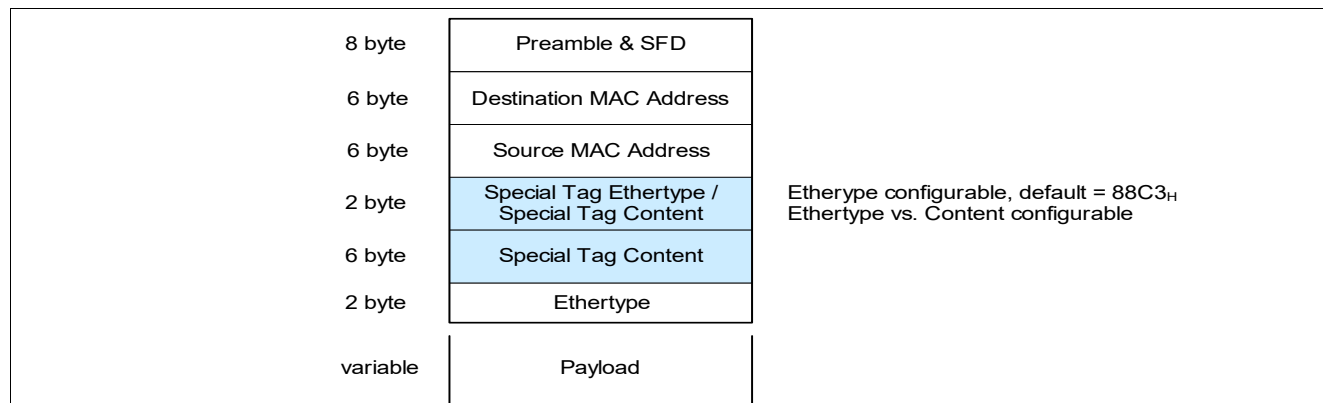 8 byte Preamble & SFD
6 byte Destination MAC Address
6 byte Source MAC Address
2 byte Special Tag Ethertype /
Special Tag Content
Etherype configurable, default = 88C3H
Ethertype vs. Content configurable
6 byte Special Tag Content
2 byte Ethertype
variable Payload